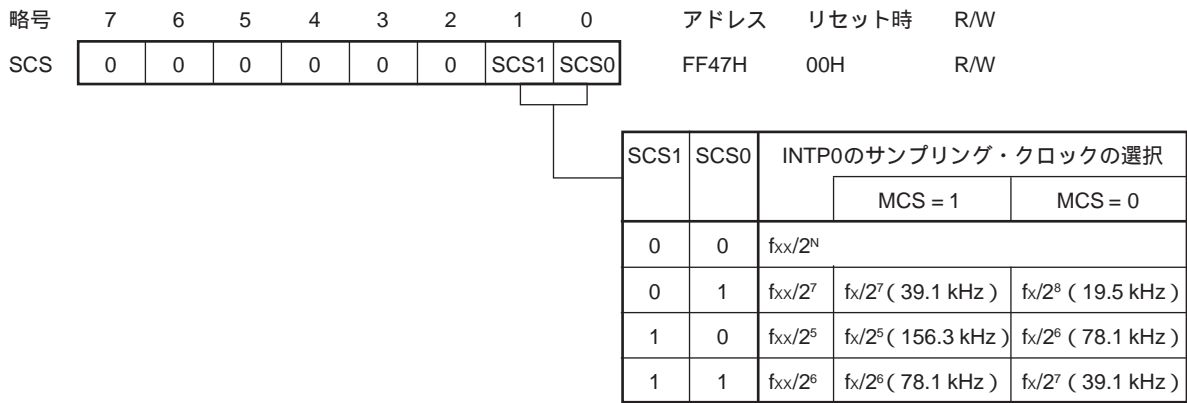 略号 7 6 5 4 3 2 1 0 アドレス リセット時 R/W
SCS 0 0 0 0 0 0 SCS1 SCS0 FF47H 00H R/W
SCS1 SCS0 INTP0のサンプリング・クロックの選択
MCS = 1 MCS = 0
0 0 fxx/2ᴺ
0 1 fxx/2⁷ fx/2⁷( 39.1 kHz ) fx/2⁸ ( 19.5 kHz )
1 0 fxx/2⁵ fx/2⁵( 156.3 kHz ) fx/2⁶ ( 78.1 kHz )
1 1 fxx/2⁶ fx/2⁶( 78.1 kHz ) fx/2⁷ ( 39.1 kHz )